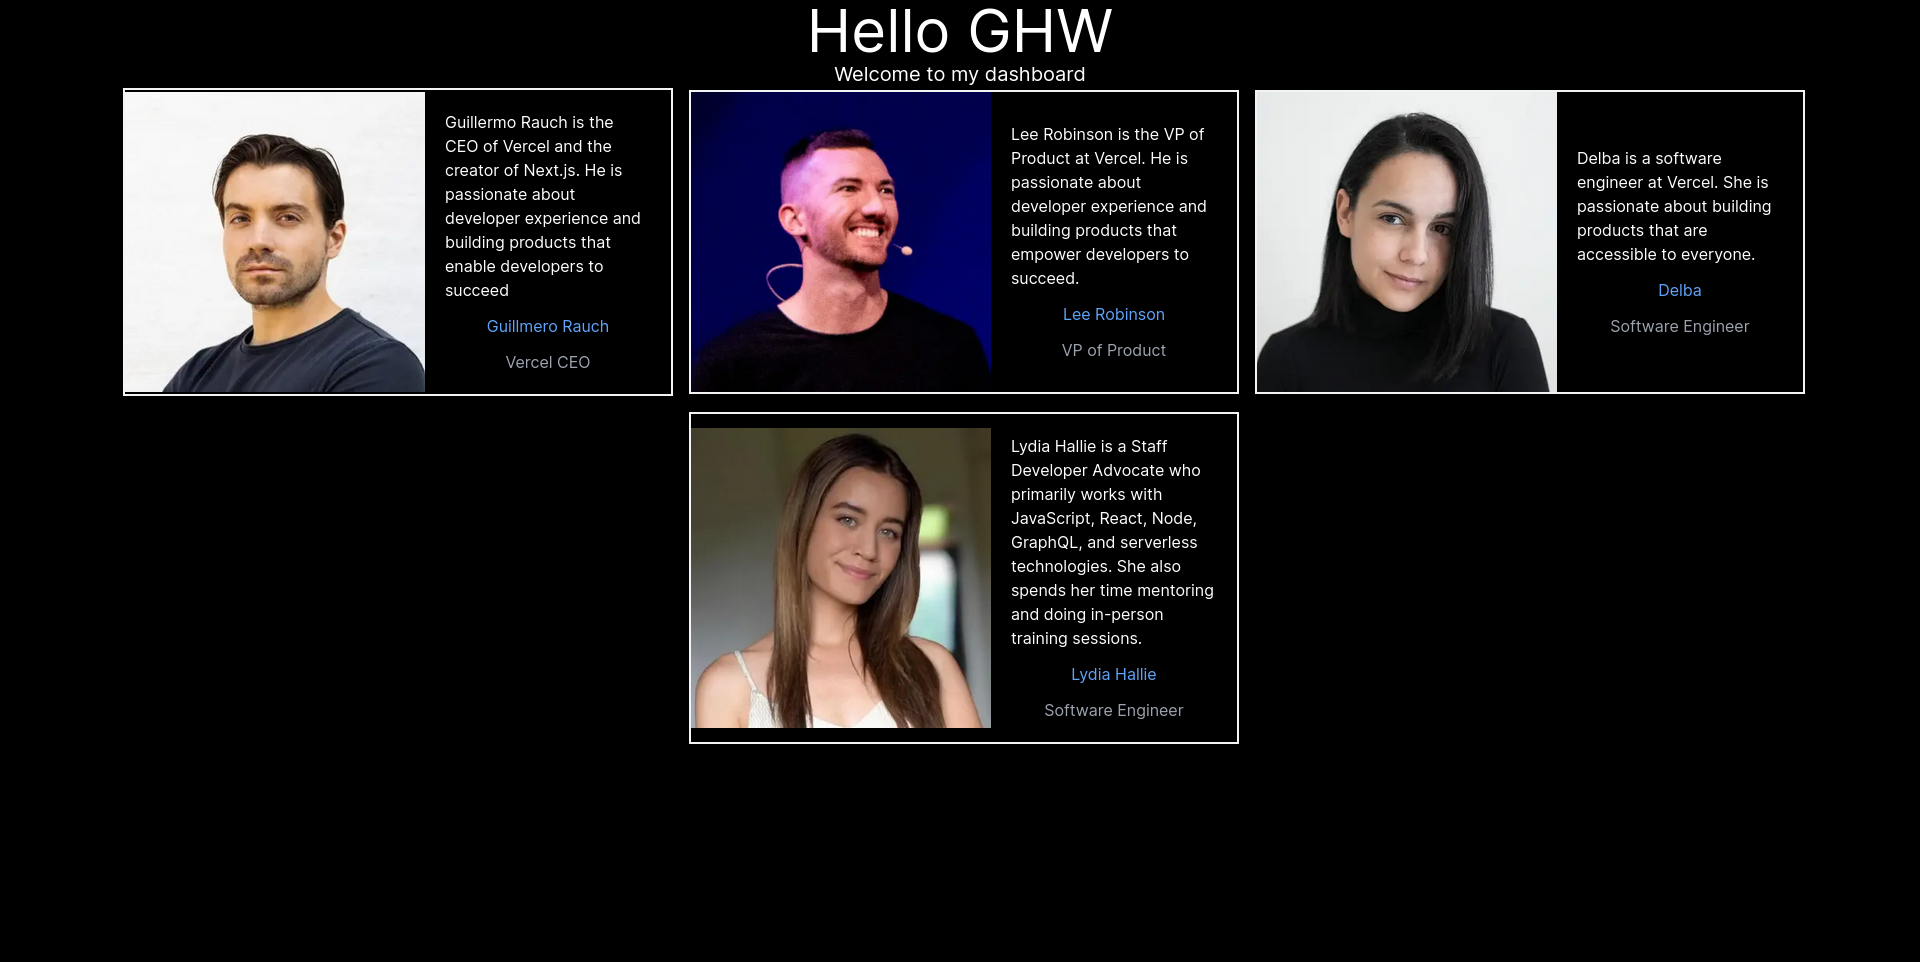 Hello GHW
Welcome to my dashboard
Guillermo Rauch is the
CEO of Vercel and the
creator of Next.js. He is
passionate about
developer experience and
building products that
enable developers to
succeed
Guillmero Rauch
Vercel CEO
Lee Robinson is the VP of
Product at Vercel. He is
passionate about
developer experience and
building products that
empower developers to
succeed.
Lee Robinson
VP of Product
Delba is a software
engineer at Vercel. She is
passionate about building
products that are
accessible to everyone.
Delba
Software Engineer
Lydia Hallie is a Staff
Developer Advocate who
primarily works with
JavaScript, React, Node,
GraphQL, and serverless
technologies. She also
spends her time mentoring
and doing in-person
training sessions.
Lydia Hallie
Software Engineer